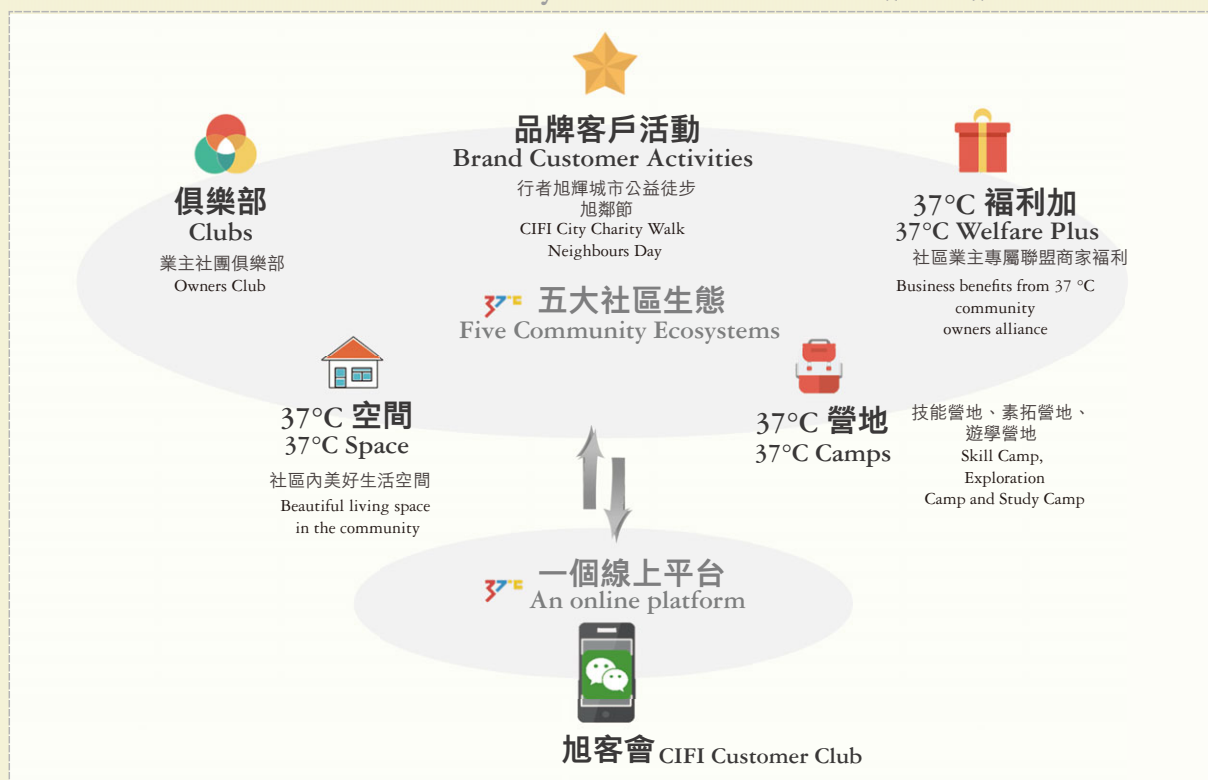 品牌客戶活動
Brand Customer Activities
行者旭輝城市公益徒步
旭鄰節
CIFI City Charity Walk
Neighbours Day
俱樂部
Clubs
業主社團俱樂部
Owners Club
37°C 福利加
37°C Welfare Plus
社區業主專屬聯盟商家福利
Business benefits from 37 °C
community
owners alliance
37°C 五大社區生態
Five Community Ecosystems
37°C 空間
37°C Space
社區內美好生活空間
Beautiful living space
in the community
37°C 營地
37°C Camps
技能營地、素拓營地、
遊學營地
Skill Camp,
Exploration
Camp and Study Camp
37°C 一個線上平台
An online platform
旭客會 CIFI Customer Club